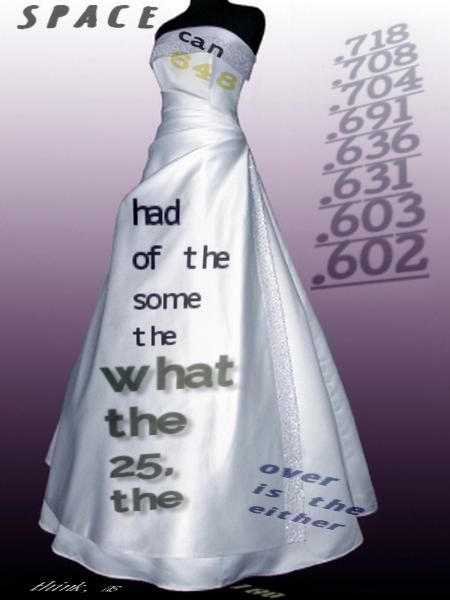 SPACE
can
648
.718
.708
.704
.691
.636
.631
.603
.602
had
of the
some
the
what
the
25,
the
over
is the
either
think,